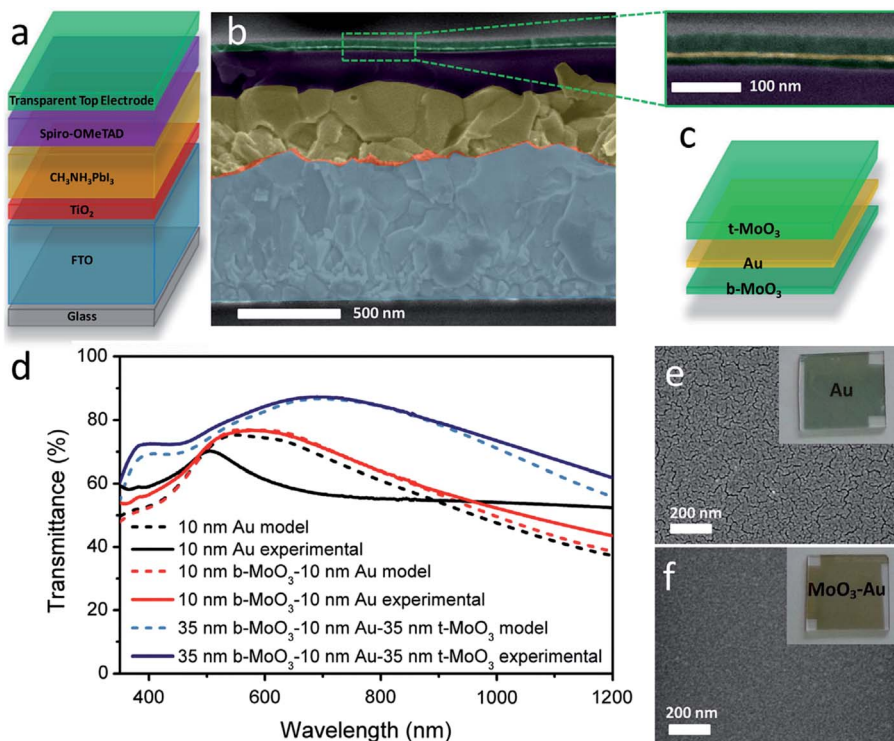 a
Transparent Top Electrode
Spiro-OMeTAD
CH₃NH₃PbI₃
TiO₂
FTO
Glass
b
500 nm
100 nm
c
t-MoO₃
Au
b-MoO₃
d
Transmittance (%)
100
80
60
40
20
0
10 nm Au model
10 nm Au experimental
10 nm b-MoO₃-10 nm Au model
10 nm b-MoO₃-10 nm Au experimental
35 nm b-MoO₃-10 nm Au-35 nm t-MoO₃ model
35 nm b-MoO₃-10 nm Au-35 nm t-MoO₃ experimental
400 600 800 1000 1200
Wavelength (nm)
e
Au
200 nm
f
MoO₃-Au
200 nm